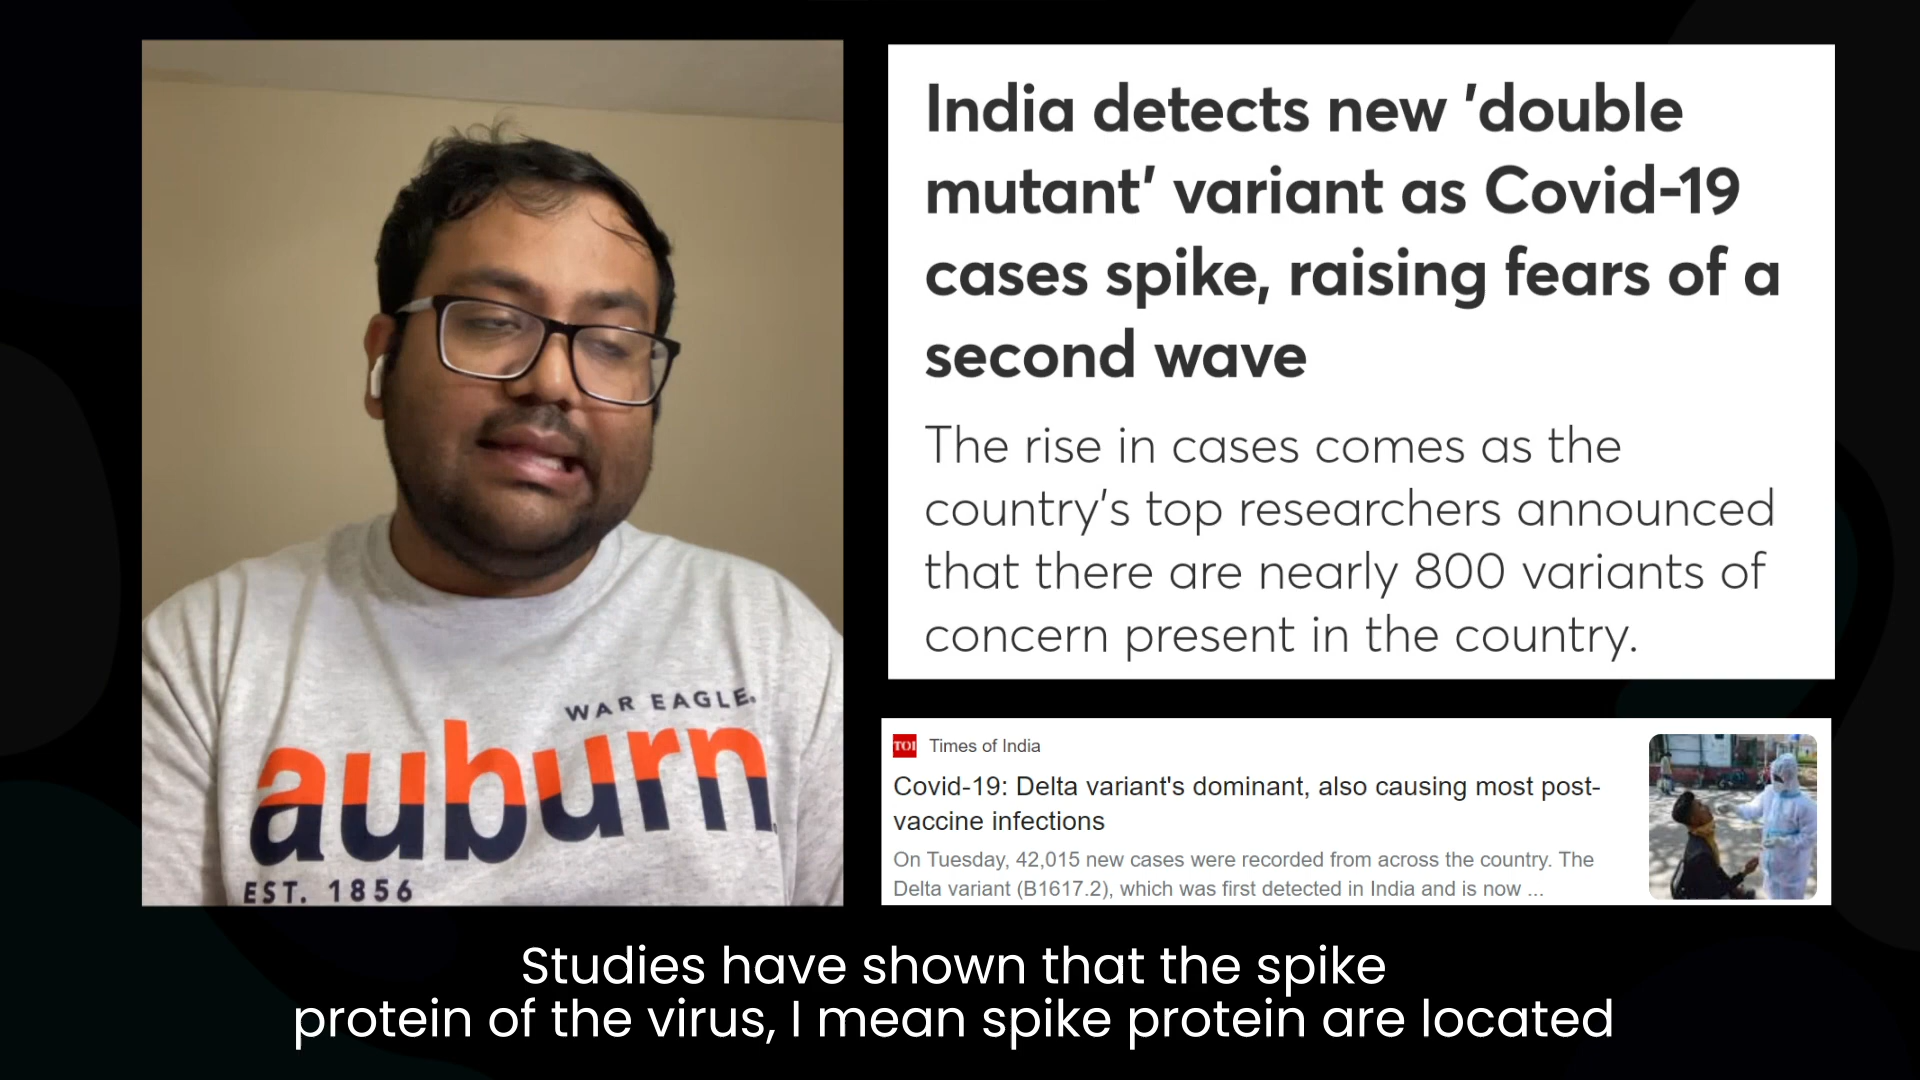 India detects new 'double
mutant' variant as Covid-19
cases spike, raising fears of a
second wave
The rise in cases comes as the
country's top researchers announced
that there are nearly 800 variants of
concern present in the country.
WAR EAGLE.
auburn
EST. 1856
TOI Times of India
Covid-19: Delta variant's dominant, also causing most post-
vaccine infections
On Tuesday, 42,015 new cases were recorded from across the country. The
Delta variant (B1617.2), which was first detected in India and is now ...
Studies have shown that the spike
protein of the virus, I mean spike protein are located